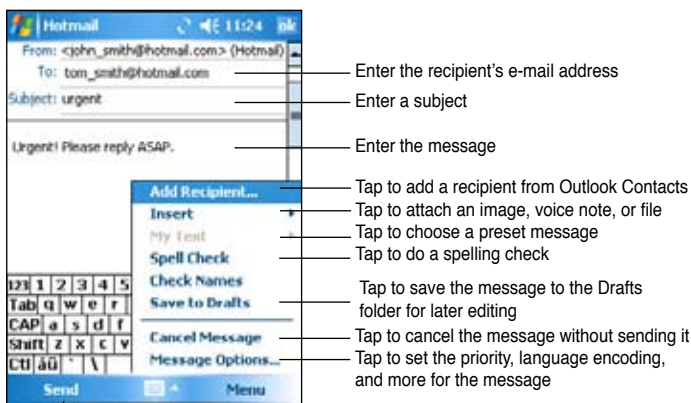 Hotmail 11:24 ok
From: <john_smith@hotmail.com> (Hotmail)
To: tom_smith@hotmail.com
Enter the recipient's e-mail address
Subject: urgent
Enter a subject
Urgent! Please reply ASAP.
Enter the message
Add Recipient...
Tap to add a recipient from Outlook Contacts
Insert
Tap to attach an image, voice note, or file
My Text
Tap to choose a preset message
Spell Check
Tap to do a spelling check
Check Names
Save to Drafts
Tap to save the message to the Drafts
folder for later editing
Cancel Message
Tap to cancel the message without sending it
Message Options...
Tap to set the priority, language encoding,
and more for the message
123 1 2 3 4 5
Tab q w e r
CAP a s d f
Shift z x c v
Ctl áü ` \
Send Menu